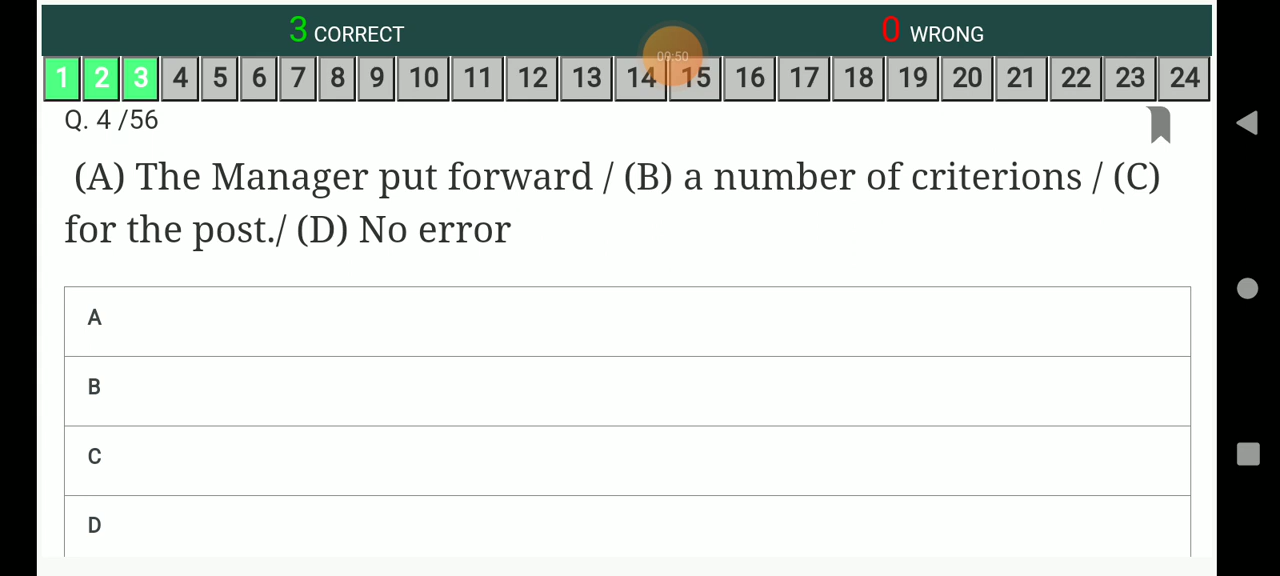 3 CORRECT 0 WRONG
09:50
1 2 3 4 5 6 7 8 9 10 11 12 13 14 15 16 17 18 19 20 21 22 23 24
Q. 4 /56
(A) The Manager put forward / (B) a number of criterions / (C)
for the post./ (D) No error
A
B
C
D